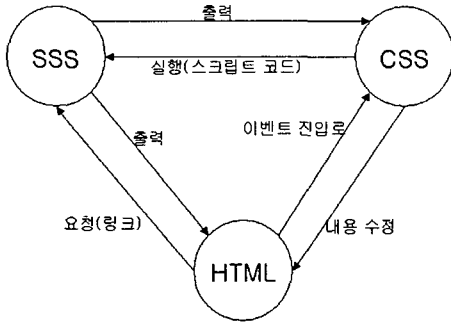 출력
SSS
CSS
실행(스크립트 코드)
이벤트 진입로
출력
요청(링크)
내용 수정
HTML